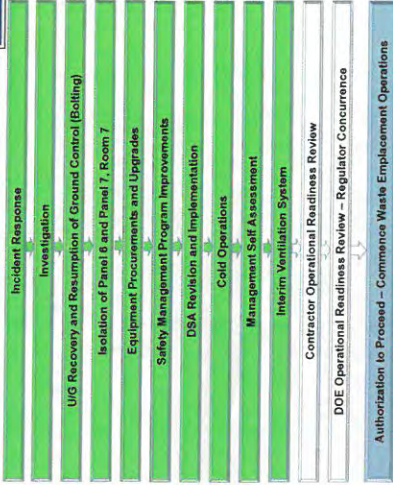 Incident Response
Investigation
U/G Recovery and Resumption of Ground Control (Bolting)
Isolation of Panel 6 and Panel 7, Room 7
Equipment Procurements and Upgrades
Safety Management Program Improvements
DSA Revision and Implementation
Cold Operations
Management Self Assessment
Interim Ventilation System
Contractor Operational Readiness Review
DOE Operational Readiness Review – Regulator Concurrence
Authorization to Proceed – Commence Waste Emplacement Operations